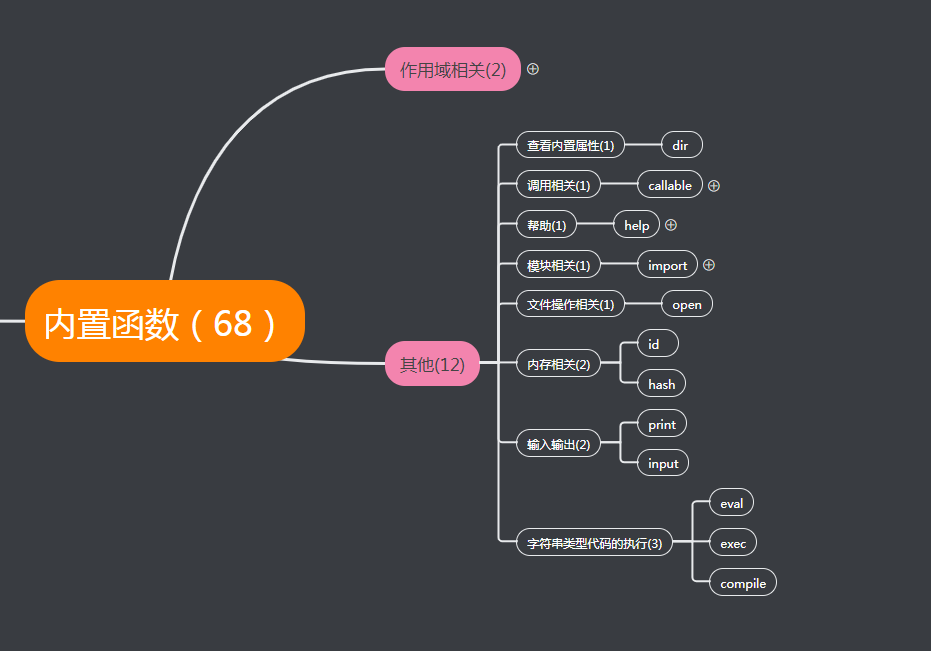 作用域相关(2)
查看内置属性(1)
dir
调用相关(1)
callable
帮助(1)
help
模块相关(1)
import
文件操作相关(1)
open
内置函数（68）
其他(12)
内存相关(2)
id
hash
输入输出(2)
print
input
字符串类型代码的执行(3)
eval
exec
compile